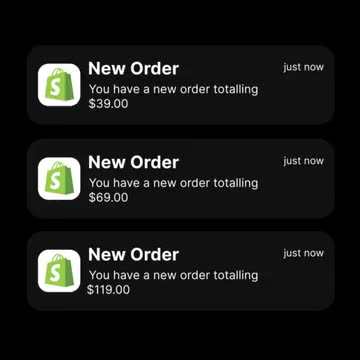 New Order
just now
You have a new order totalling
$39.00
New Order
just now
You have a new order totalling
$69.00
New Order
just now
You have a new order totalling
$119.00